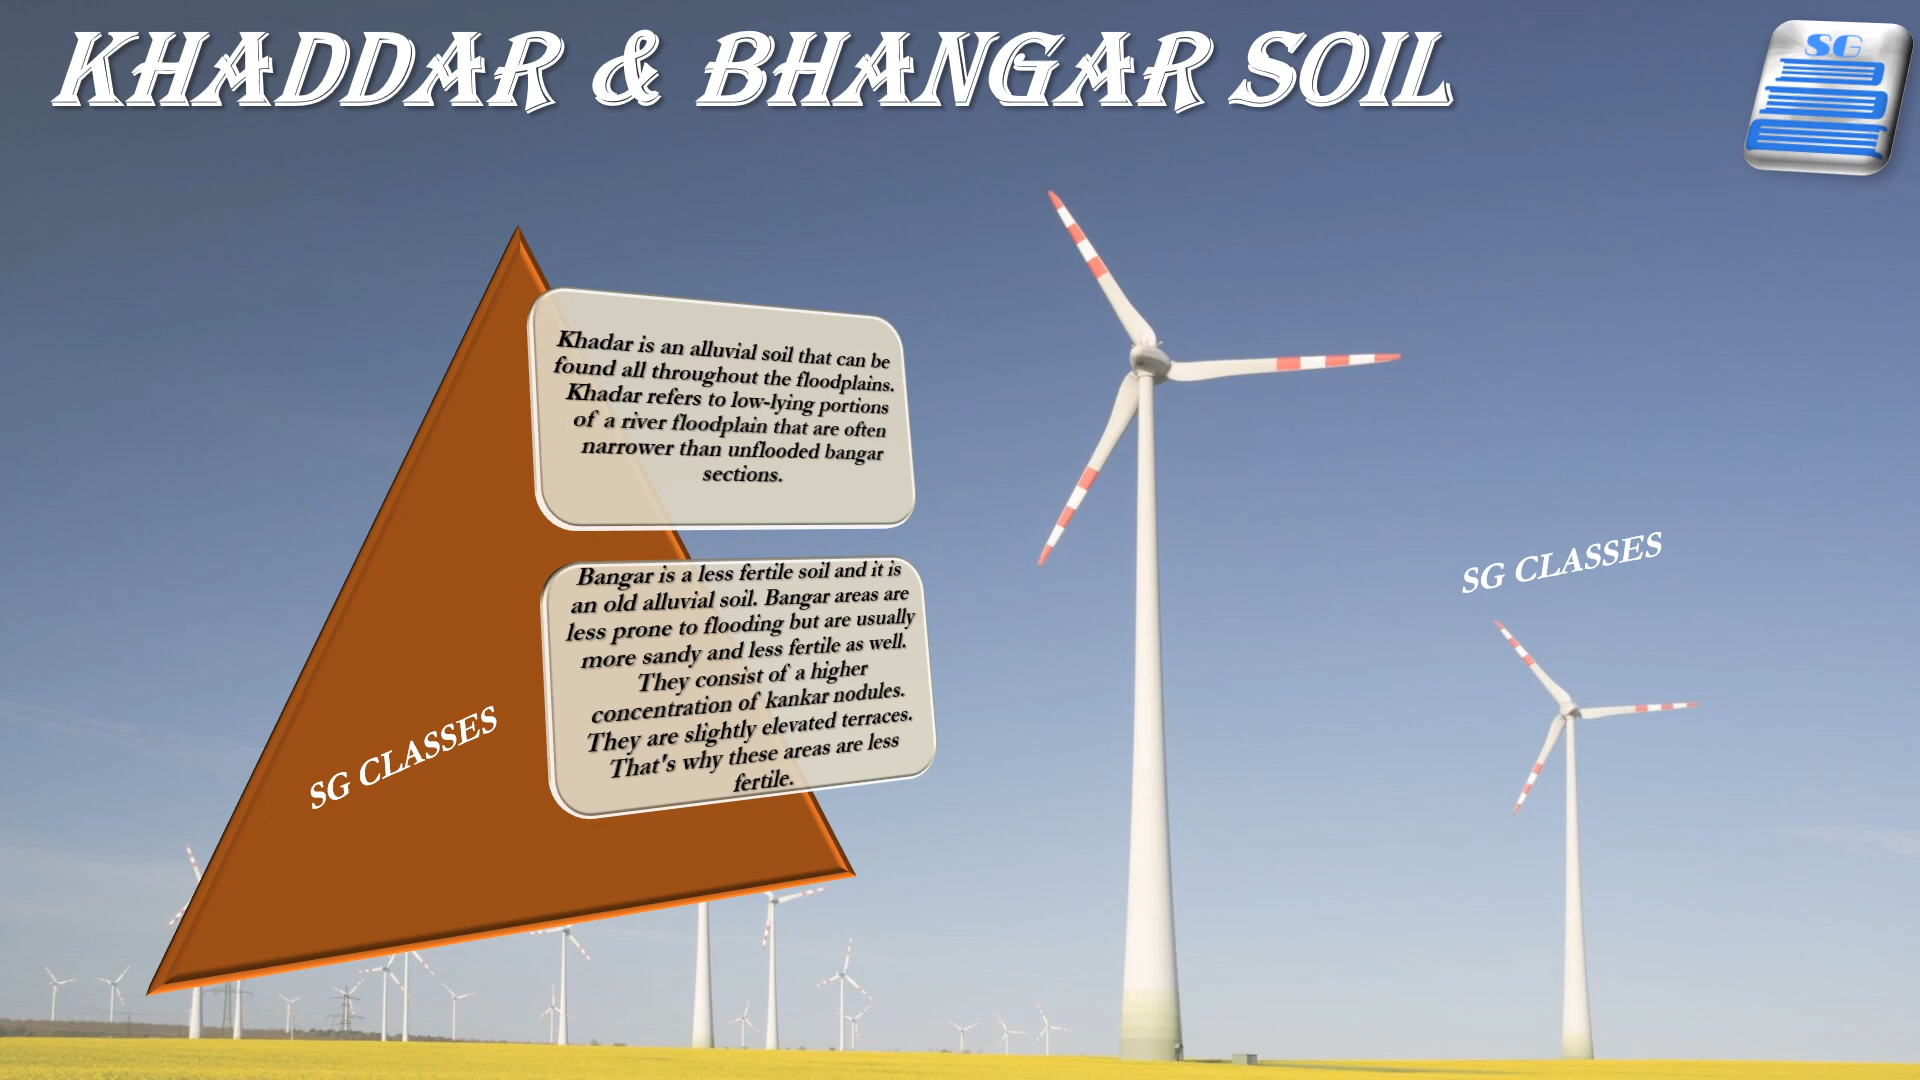 KHADDAR & BHANGAR SOIL
SG
Khadar is an alluvial soil that can be
found all throughout the floodplains.
Khadar refers to low-lying portions
of a river floodplain that are often
narrower than unflooded bangar
sections.
Bangar is a less fertile soil and it is
an old alluvial soil. Bangar areas are
less prone to flooding but are usually
more sandy and less fertile as well.
They consist of a higher
concentration of kankar nodules.
They are slightly elevated terraces.
That's why these areas are less
fertile.
SG CLASSES
SG CLASSES